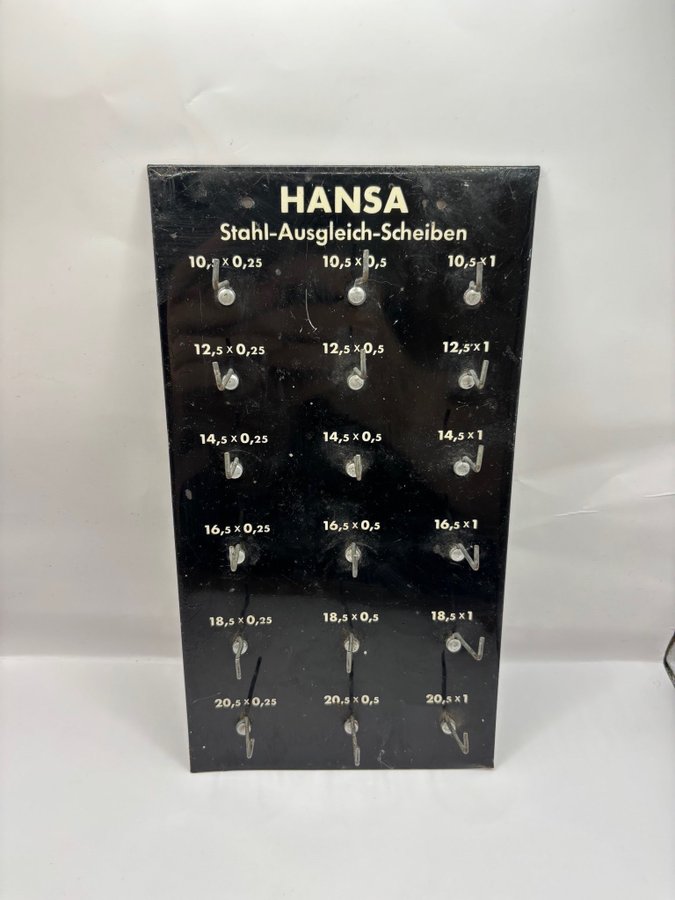 HANSA
Stahl-Ausgleich-Scheiben
10,5 x 0,25 10,5 x 0,5 10,5 x 1
12,5 x 0,25 12,5 x 0,5 12,5 x 1
14,5 x 0,25 14,5 x 0,5 14,5 x 1
16,5 x 0,25 16,5 x 0,5 16,5 x 1
18,5 x 0,25 18,5 x 0,5 18,5 x 1
20,5 x 0,25 20,5 x 0,5 20,5 x 1